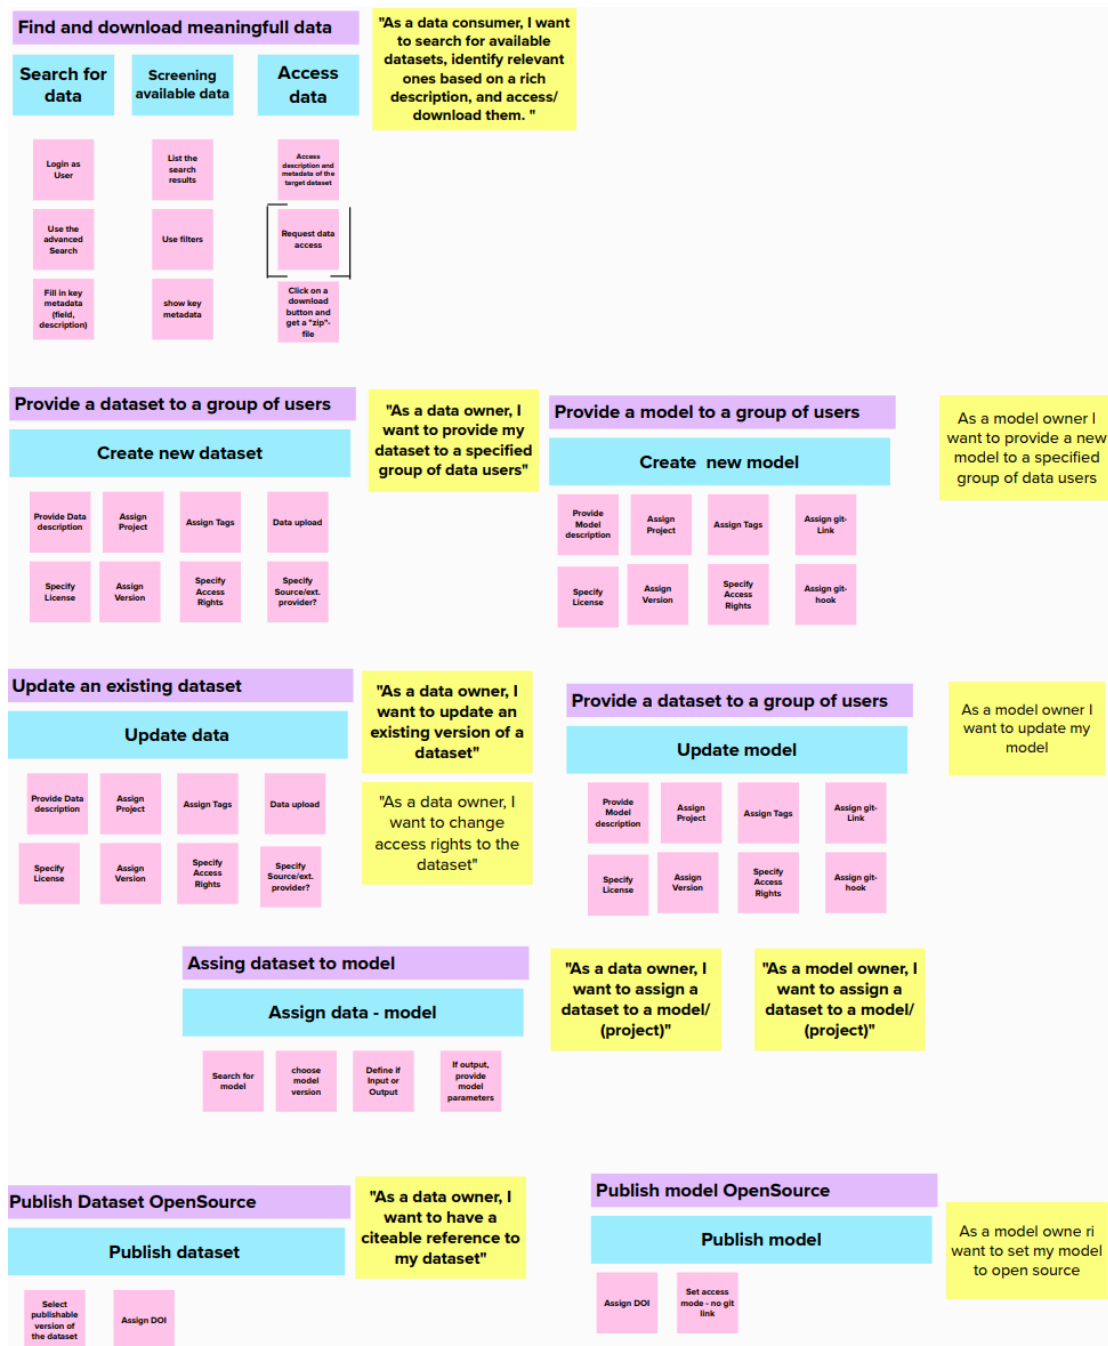 Find and download meaningfull data
"As a data consumer, I want
to search for available
datasets, identify relevant
ones based on a rich
description, and access/
download them. "
Search for
data
Screening
available data
Access
data
Login as
User
List the
search
results
Access
description and
metadata of the
target dataset
Use the
advanced
Search
Use filters
Request data
access
Fill in key
metadata
(field,
description)
show key
metadata
Click on a
download
button and
get a "zip"-
file
Provide a dataset to a group of users
"As a data owner, I
want to provide my
dataset to a specified
group of data users"
Create new dataset
Provide Data
description
Assign
Project
Assign Tags
Data upload
Specify
License
Assign
Version
Specify
Access
Rights
Specify
Source/ext.
provider?
Provide a model to a group of users
As a model owner I
want to provide a new
model to a specified
group of data users
Create  new model
Provide
Model
description
Assign
Project
Assign Tags
Assign git-
Link
Specify
License
Assign
Version
Specify
Access
Rights
Assign git-
hook
Update an existing dataset
"As a data owner, I
want to update an
existing version of a
dataset"
Update data
"As a data owner, I
want to change
access rights to the
dataset"
Provide Data
description
Assign
Project
Assign Tags
Data upload
Specify
License
Assign
Version
Specify
Access
Rights
Specify
Source/ext.
provider?
Provide a dataset to a group of users
As a model owner I
want to update my
model
Update model
Provide
Model
description
Assign
Project
Assign Tags
Assign git-
Link
Specify
License
Assign
Version
Specify
Access
Rights
Assign git-
hook
Assing dataset to model
"As a data owner, I
want to assign a
dataset to a model/
(project)"
"As a model owner, I
want to assign a
dataset to a model/
(project)"
Assign data - model
Search for
model
choose
model
version
Define if
Input or
Output
If output,
provide
model
parameters
Publish Dataset OpenSource
"As a data owner, I
want to have a
citeable reference to
my dataset"
Publish dataset
Select
publishable
version of
the dataset
Assign DOI
Publish model OpenSource
As a model owne ri
want to set my model
to open source
Publish model
Assign DOI
Set access
mode - no git
link